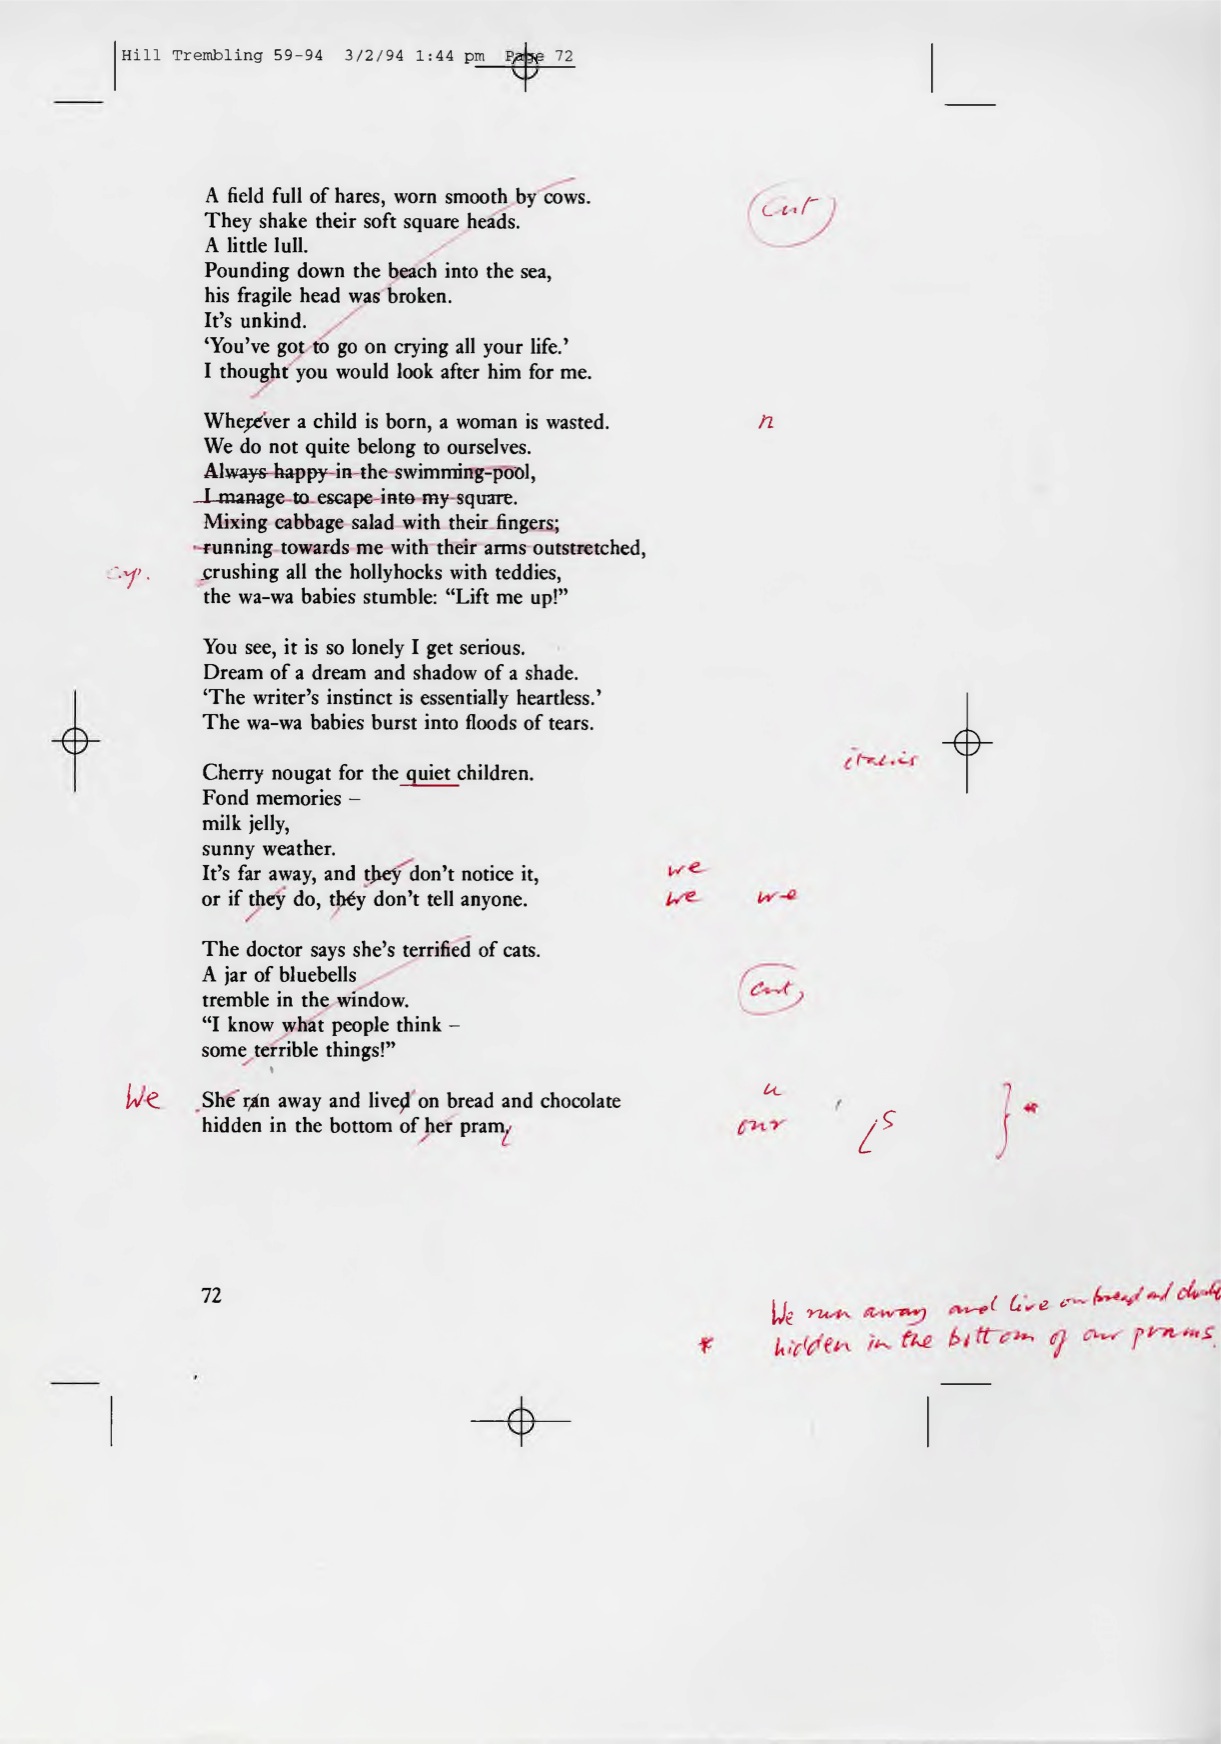 Hill Trembling 59-94 3/2/94 1:44 pm Page 72
A field full of hares, worn smooth by cows.
Cut
They shake their soft square heads.
A little lull.
Pounding down the beach into the sea,
his fragile head was broken.
It's unkind.
‘You've got to go on crying all your life.’
I thought you would look after him for me.
Wherever a child is born, a woman is wasted.
n
We do not quite belong to ourselves.
Always happy in the swimming-pool,
I manage to escape into my square.
Mixing cabbage salad with their fingers;
running towards me with their arms outstretched,
cap.
crushing all the hollyhocks with teddies,
the wa-wa babies stumble: “Lift me up!”
You see, it is so lonely I get serious.
Dream of a dream and shadow of a shade.
‘The writer's instinct is essentially heartless.’
The wa-wa babies burst into floods of tears.
italics
Cherry nougat for the quiet children.
Fond memories –
milk jelly,
sunny weather.
It's far away, and they don't notice it,
we
or if they do, they don't tell anyone.
we we
The doctor says she's terrified of cats.
A jar of bluebells
cut
tremble in the window.
“I know what people think –
some terrible things!”
We
She ran away and lived on bread and chocolate
u
hidden in the bottom of her pram.
our s } *
72
We run away and live on bread and
* hidden in the bottom of our prams.